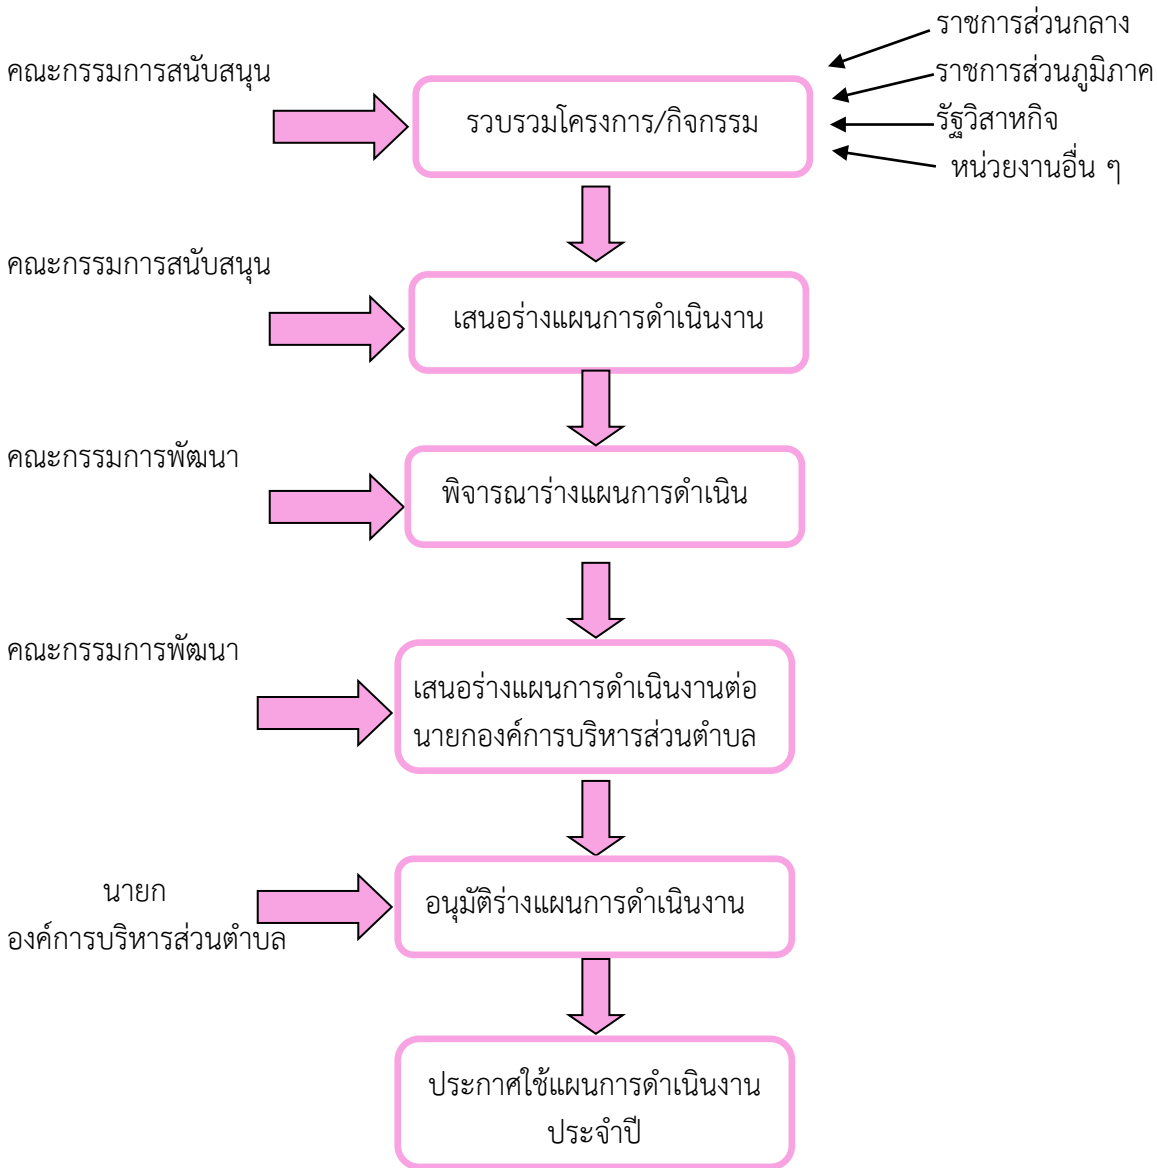 ราชการส่วนกลาง
คณะกรรมการสนับสนุน
ราชการส่วนภูมิภาค
รวบรวมโครงการ/กิจกรรม
รัฐวิสาหกิจ
หน่วยงานอื่น ๆ
คณะกรรมการสนับสนุน
เสนอร่างแผนการดำเนินงาน
คณะกรรมการพัฒนา
พิจารณาร่างแผนการดำเนิน
คณะกรรมการพัฒนา
เสนอร่างแผนการดำเนินงานต่อ
นายกองค์การบริหารส่วนตำบล
นายก
องค์การบริหารส่วนตำบล
อนุมัติร่างแผนการดำเนินงาน
ประกาศใช้แผนการดำเนินงาน
ประจำปี